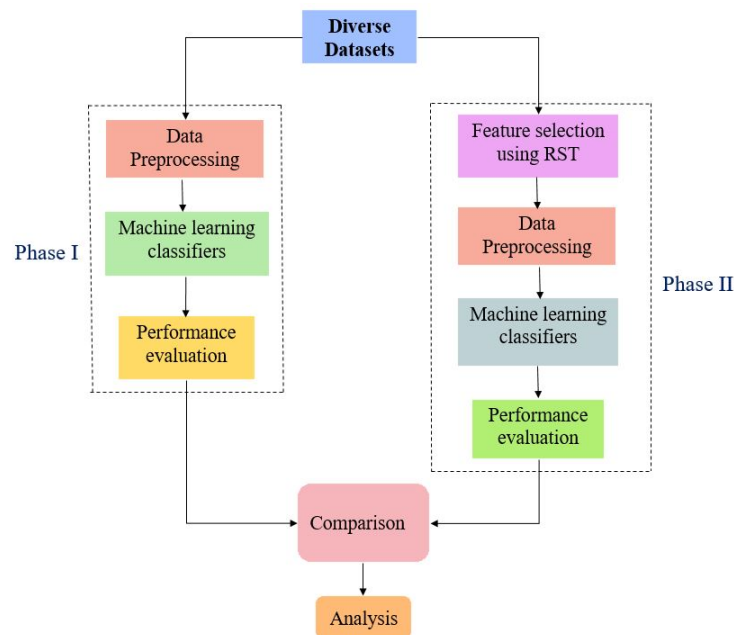 Diverse
Datasets
Phase I
Data
Preprocessing
Machine learning
classifiers
Performance
evaluation
Feature selection
using RST
Data
Preprocessing
Machine learning
classifiers
Performance
evaluation
Phase II
Comparison
Analysis